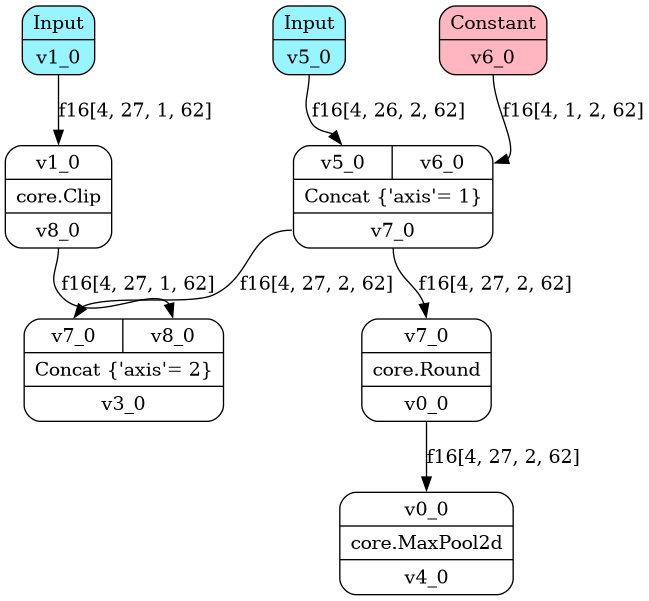 Input
v1_0
Input
v5_0
Constant
v6_0
f16[4, 27, 1, 62]
f16[4, 26, 2, 62]
f16[4, 1, 2, 62]
v1_0
core.Clip
v8_0
v5_0 v6_0
Concat {'axis'= 1}
v7_0
f16[4, 27, 1, 62]
f16[4, 27, 2, 62]
f16[4, 27, 2, 62]
v7_0 v8_0
Concat {'axis'= 2}
v3_0
v7_0
core.Round
v0_0
f16[4, 27, 2, 62]
v0_0
core.MaxPool2d
v4_0